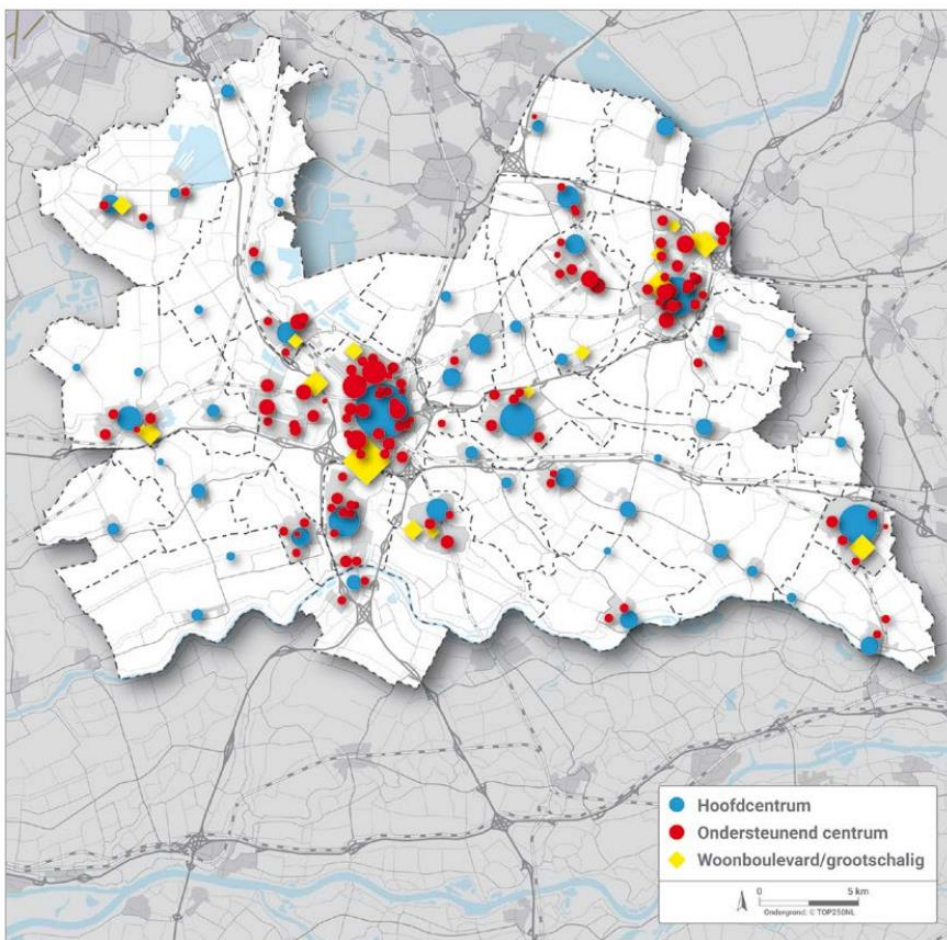 Hoofdcentrum
Ondersteunend centrum
Woonboulevard/grootschalig
0 5 km
Ondergrond: © TOP250NL